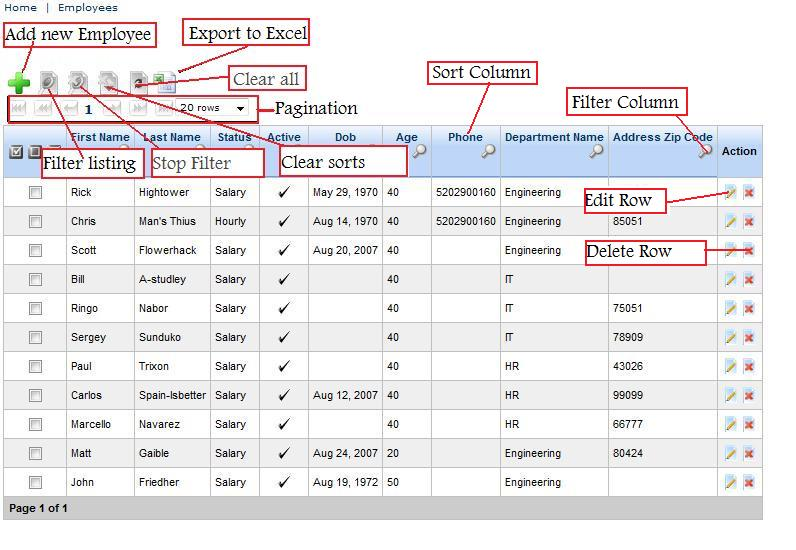 Home | Employees
Add new Employee
Export to Excel
Clear all
Sort Column
1
20 rows
Pagination
Filter Column
First Name Last Name Status Active Dob Age Phone Department Name Address Zip Code Action
Filter listing Stop Filter Clear sorts
Rick Hightower Salary May 29, 1970 40 5202900160 Engineering
Edit Row
Chris Man's Thius Hourly Aug 14, 1970 40 5202900160 Engineering 85051
Scott Flowerhack Salary Aug 20, 2007 40 Engineering
Delete Row
Bill A-studley Salary 40 IT
Ringo Nabor Salary 40 IT 75051
Sergey Sunduko Salary 40 IT 78909
Paul Trixon Salary 40 HR 43026
Carlos Spain-Isbetter Salary Aug 12, 2007 40 HR 99099
Marcello Navarez Salary 40 HR 66777
Matt Gaible Salary Aug 24, 2007 20 Engineering 80424
John Friedher Salary Aug 19, 1972 50 Engineering
Page 1 of 1